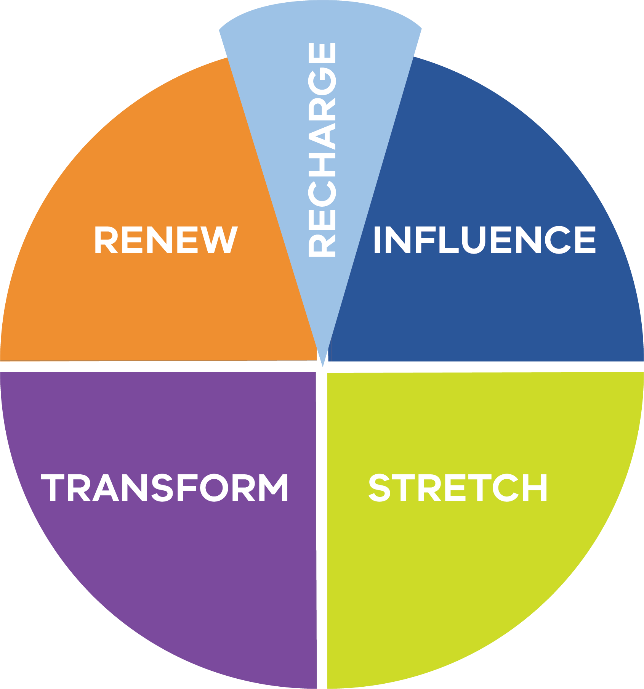 RECHARGE
RENEW
INFLUENCE
TRANSFORM
STRETCH